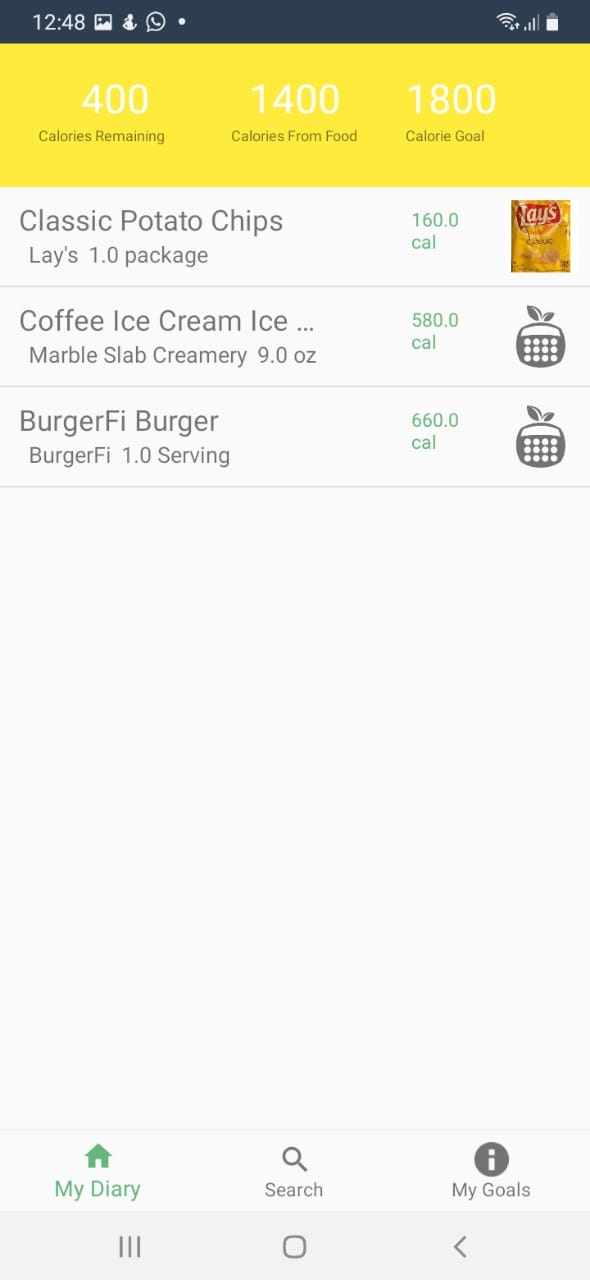 12:48
400 1400 1800
Calories Remaining Calories From Food Calorie Goal
Classic Potato Chips
160.0
cal
Lay's 1.0 package
Lay's
Classic
Coffee Ice Cream Ice ...
580.0
cal
Marble Slab Creamery 9.0 oz
BurgerFi Burger
660.0
cal
BurgerFi 1.0 Serving
My Diary Search My Goals